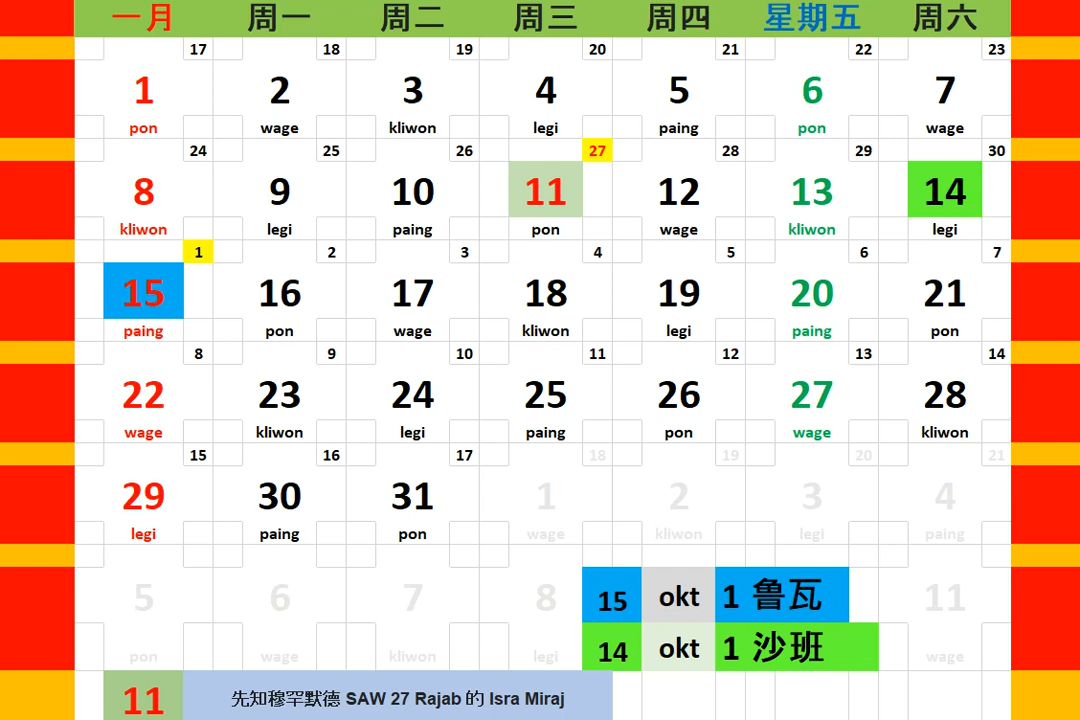 一月 周一 周二 周三 周四 星期五 周六
17 18 19 20 21 22 23
1 2 3 4 5 6 7
pon wage kliwon legi paing pon wage
24 25 26 27 28 29 30
8 9 10 11 12 13 14
kliwon legi paing pon wage kliwon legi
1 2 3 4 5 6 7
15 16 17 18 19 20 21
paing pon wage kliwon legi paing pon
8 9 10 11 12 13 14
22 23 24 25 26 27 28
wage kliwon legi paing pon wage kliwon
15 16 17 18 19 20 21
29 30 31 1 2 3 4
legi paing pon wage kliwon legi paing
5 6 7 8 15 okt 1 鲁瓦 11
pon wage kliwon legi 14 okt 1 沙班 wage
11 先知穆罕默德 SAW 27 Rajab 的 Isra Miraj